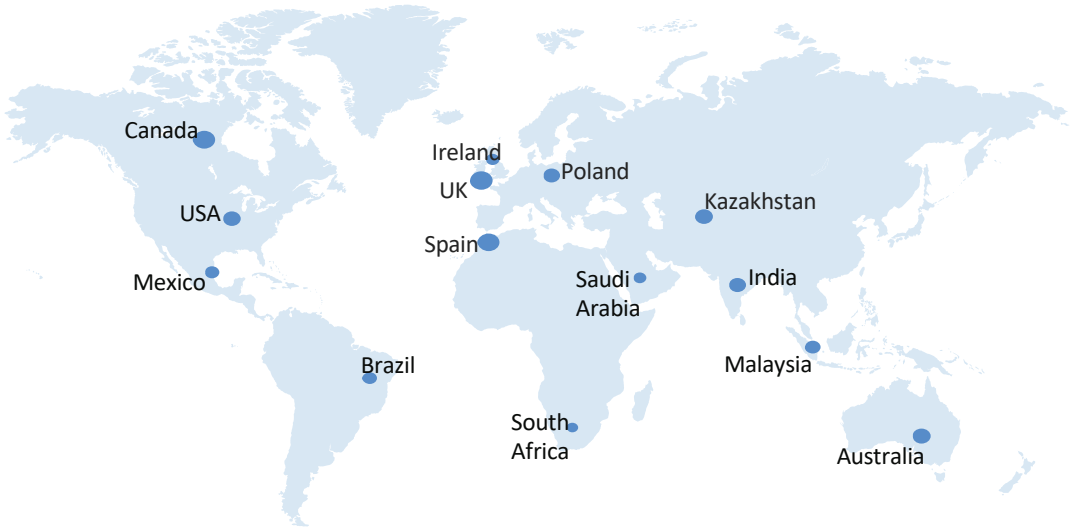 Canada
Ireland
Poland
UK
Kazakhstan
USA
Spain
Mexico
Saudi
Arabia
India
Brazil
Malaysia
South
Africa
Australia